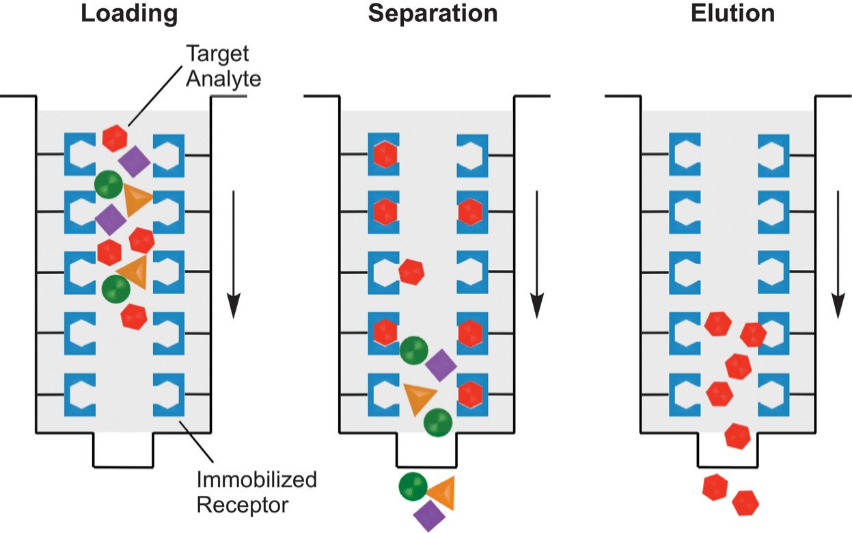 Loading
Separation
Elution
Target
Analyte
Immobilized
Receptor